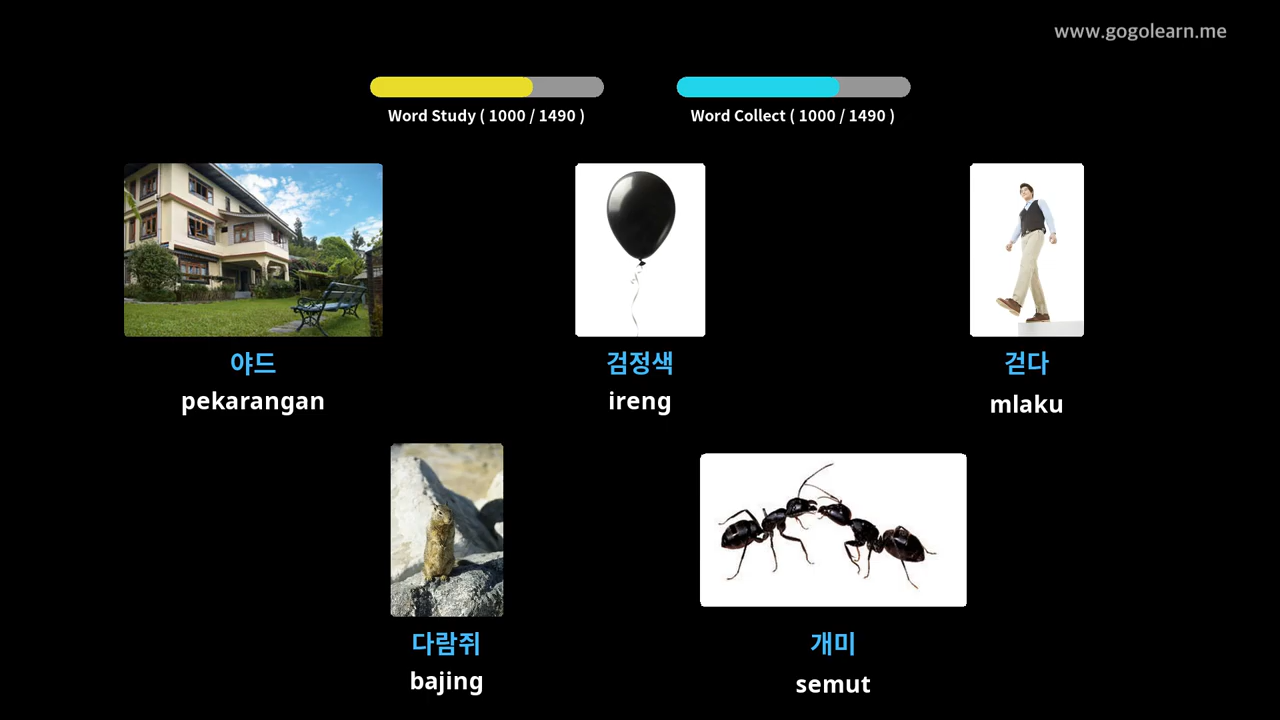 www.gogolearn.me
Word Study ( 1000 / 1490 )
Word Collect ( 1000 / 1490 )
야드
pekarangan
검정색
ireng
걷다
mlaku
다람쥐
bajing
개미
semut